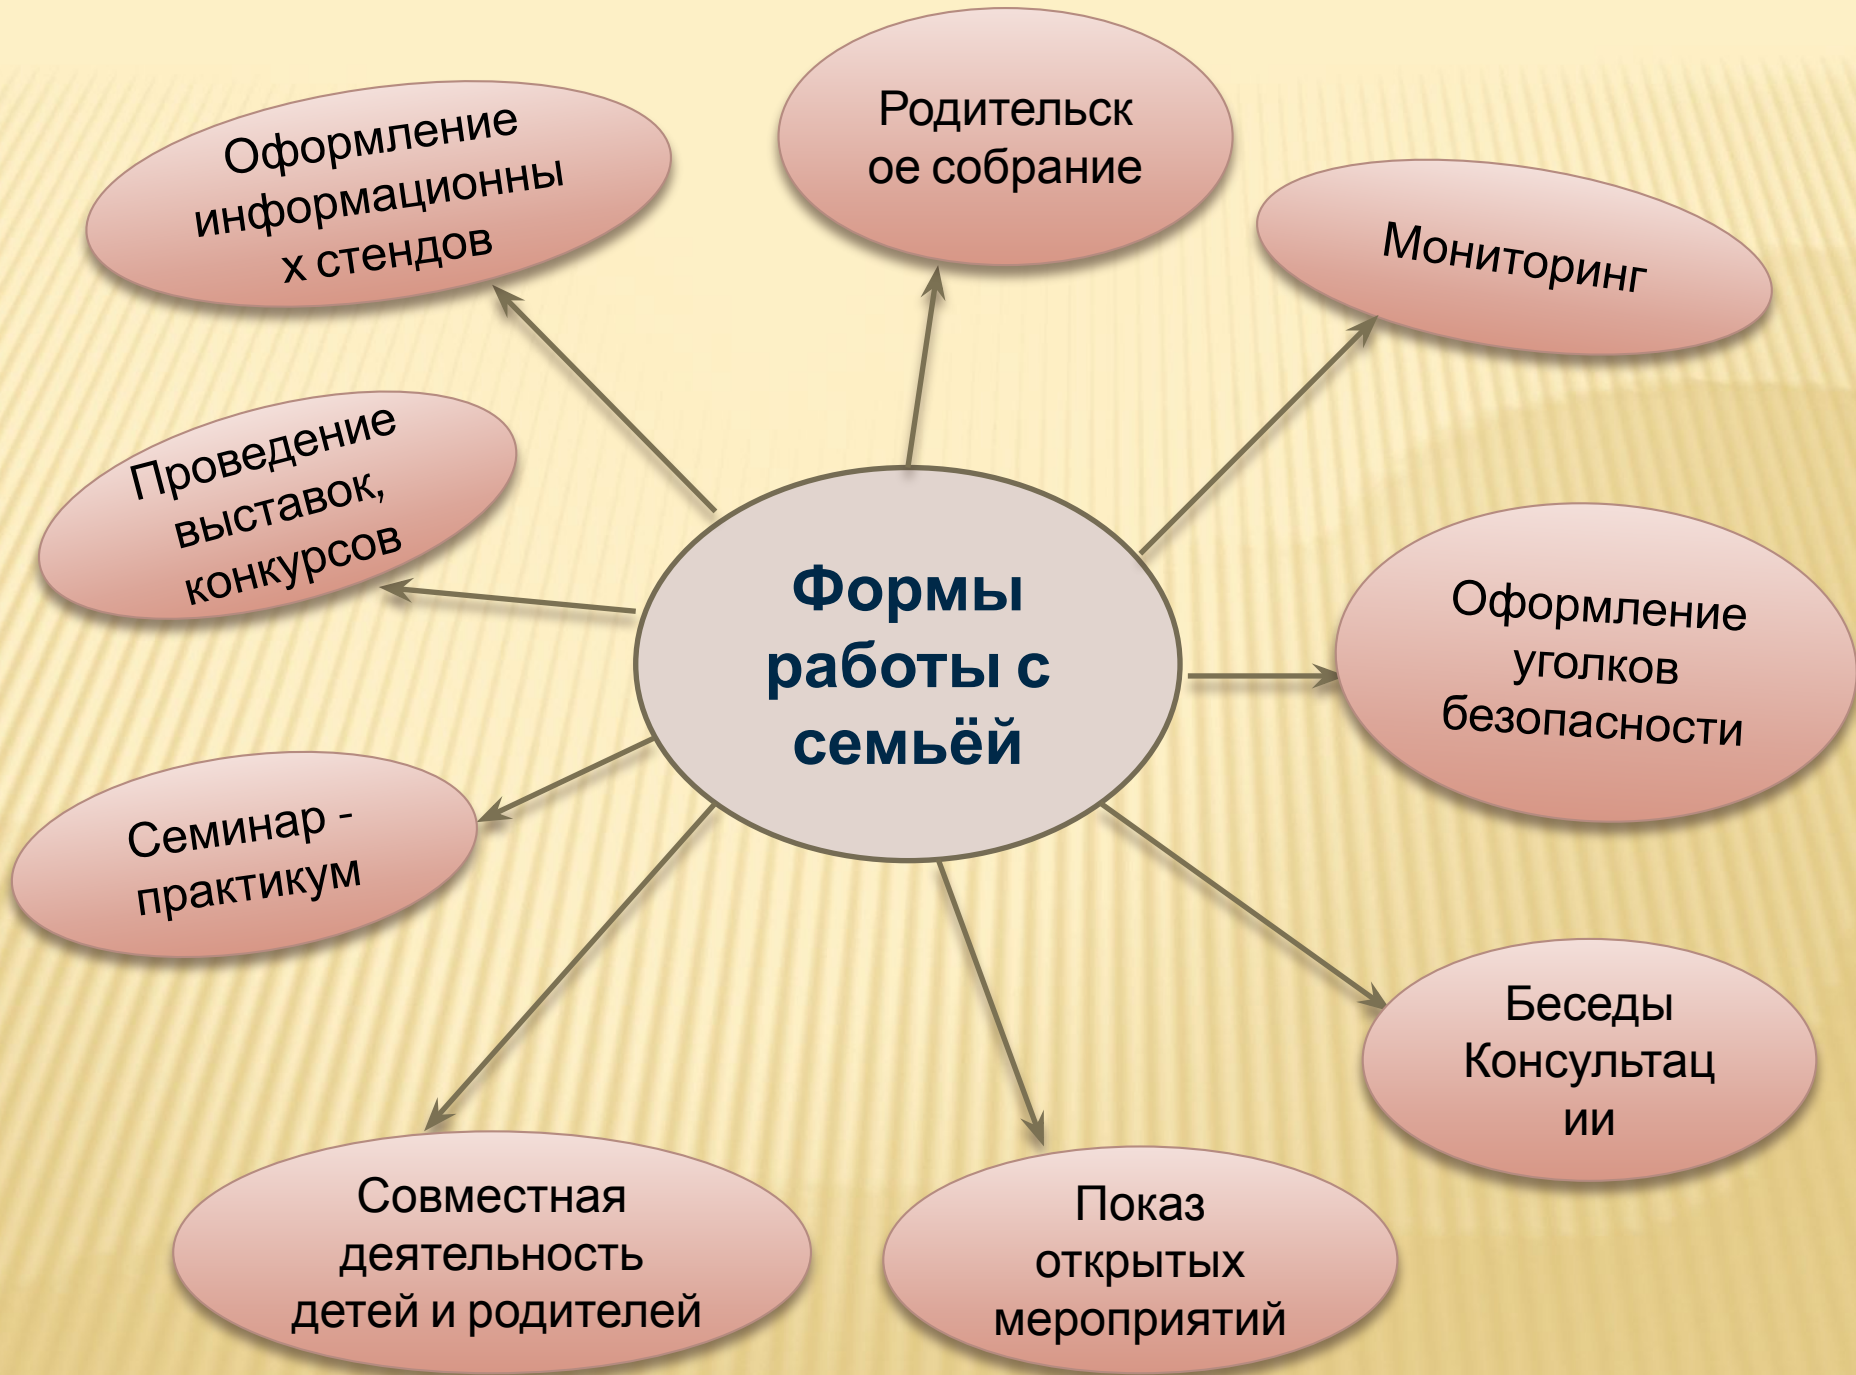 Оформление
информационны
х стендов
Родительск
ое собрание
Мониторинг
Проведение
выставок,
конкурсов
Формы
работы с
семьёй
Оформление
уголков
безопасности
Семинар -
практикум
Беседы
Консультац
ии
Совместная
деятельность
детей и родителей
Показ
открытых
мероприятий